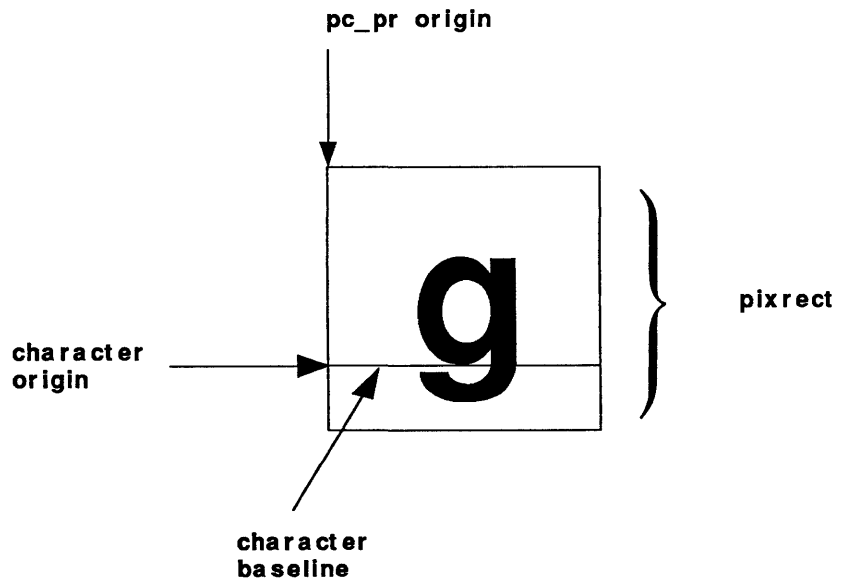 pc_pr origin
g
pixrect
character
origin
character
baseline